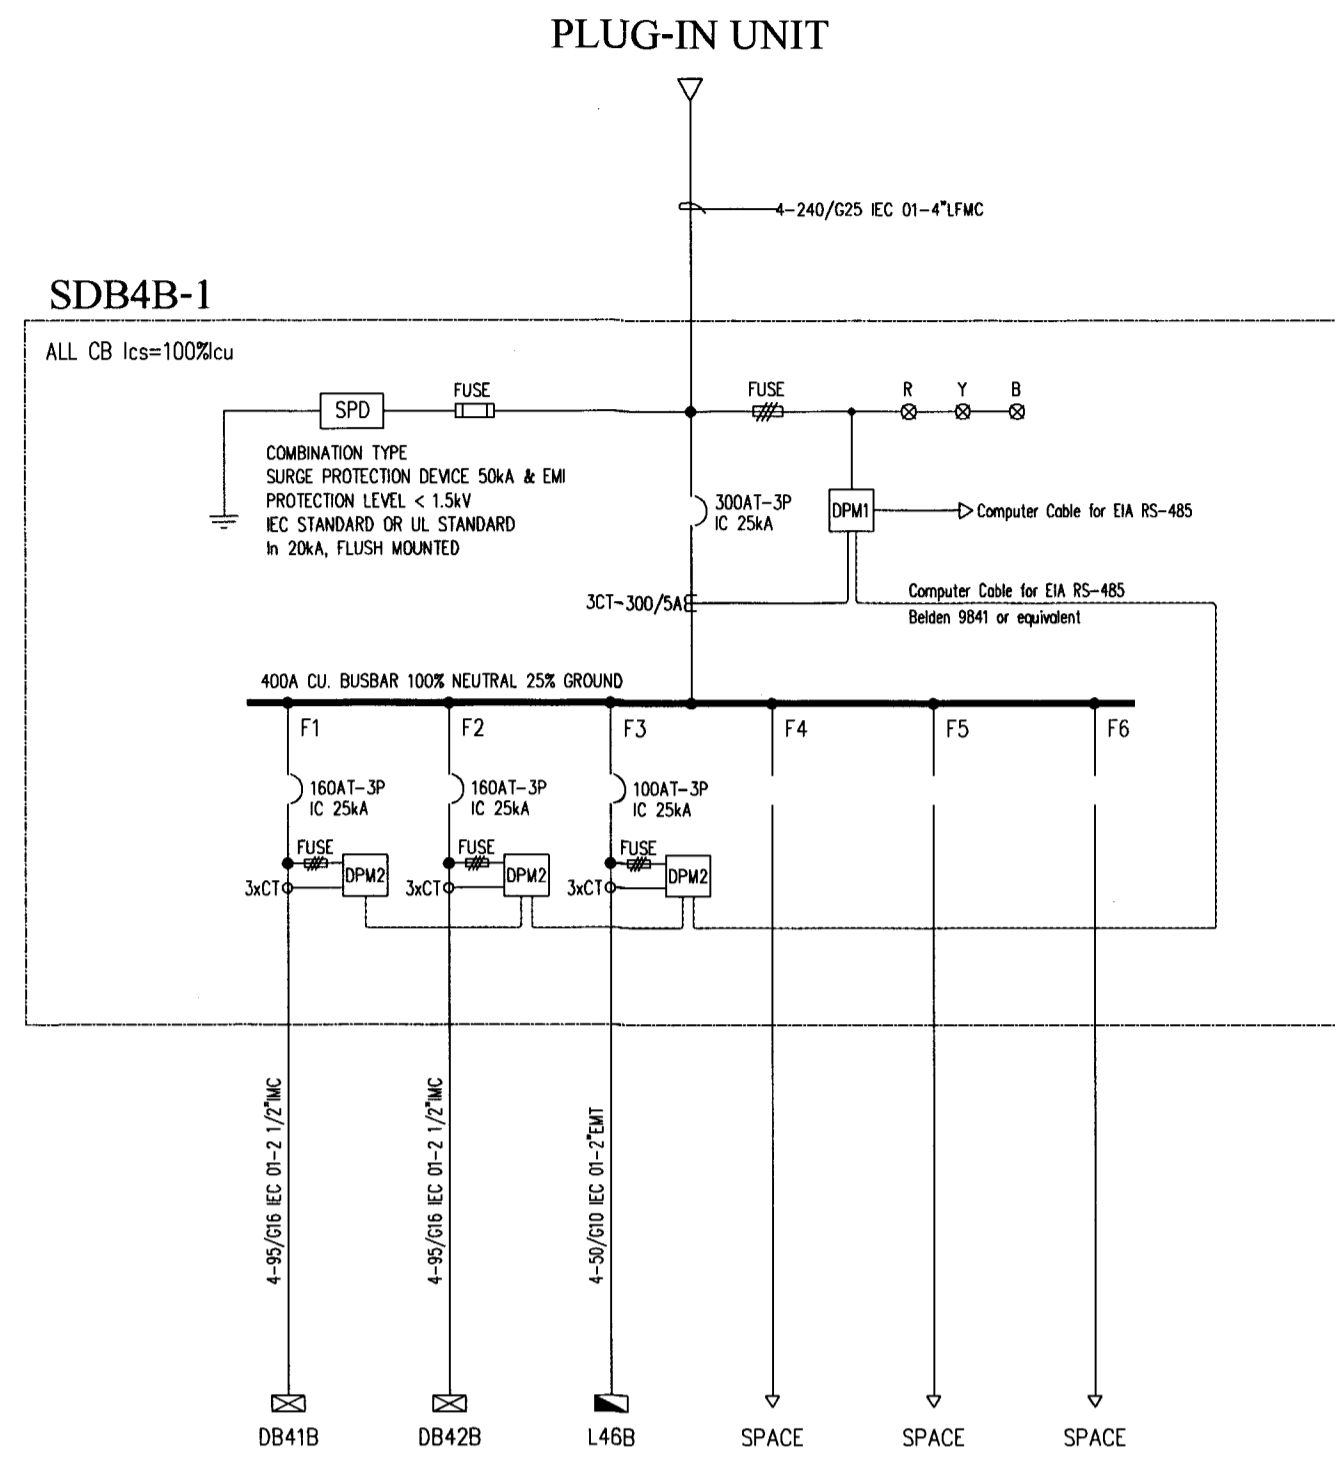 PLUG-IN UNIT
4-240/G25 IEC 01-4"LFMC
SDB4B-1
ALL CB Ics=100%Icu
SPD
FUSE
FUSE
R
Y
B
COMBINATION TYPE
SURGE PROTECTION DEVICE 50kA & EMI
PROTECTION LEVEL < 1.5kV
IEC STANDARD OR UL STANDARD
In 20kA, FLUSH MOUNTED
300AT-3P
IC 25kA
DPM1
Computer Cable for EIA RS-485
3CT-300/5A
Computer Cable for EIA RS-485
Belden 9841 or equivalent
400A CU. BUSBAR 100% NEUTRAL 25% GROUND
F1
F2
F3
F4
F5
F6
160AT-3P
IC 25kA
160AT-3P
IC 25kA
100AT-3P
IC 25kA
FUSE
DPM2
3xCT
FUSE
DPM2
3xCT
FUSE
DPM2
3xCT
4-95/G16 IEC 01-2 1/2"IMC
4-95/G16 IEC 01-2 1/2"IMC
4-50/G10 IEC 01-2"EMT
DB41B
DB42B
L46B
SPACE
SPACE
SPACE